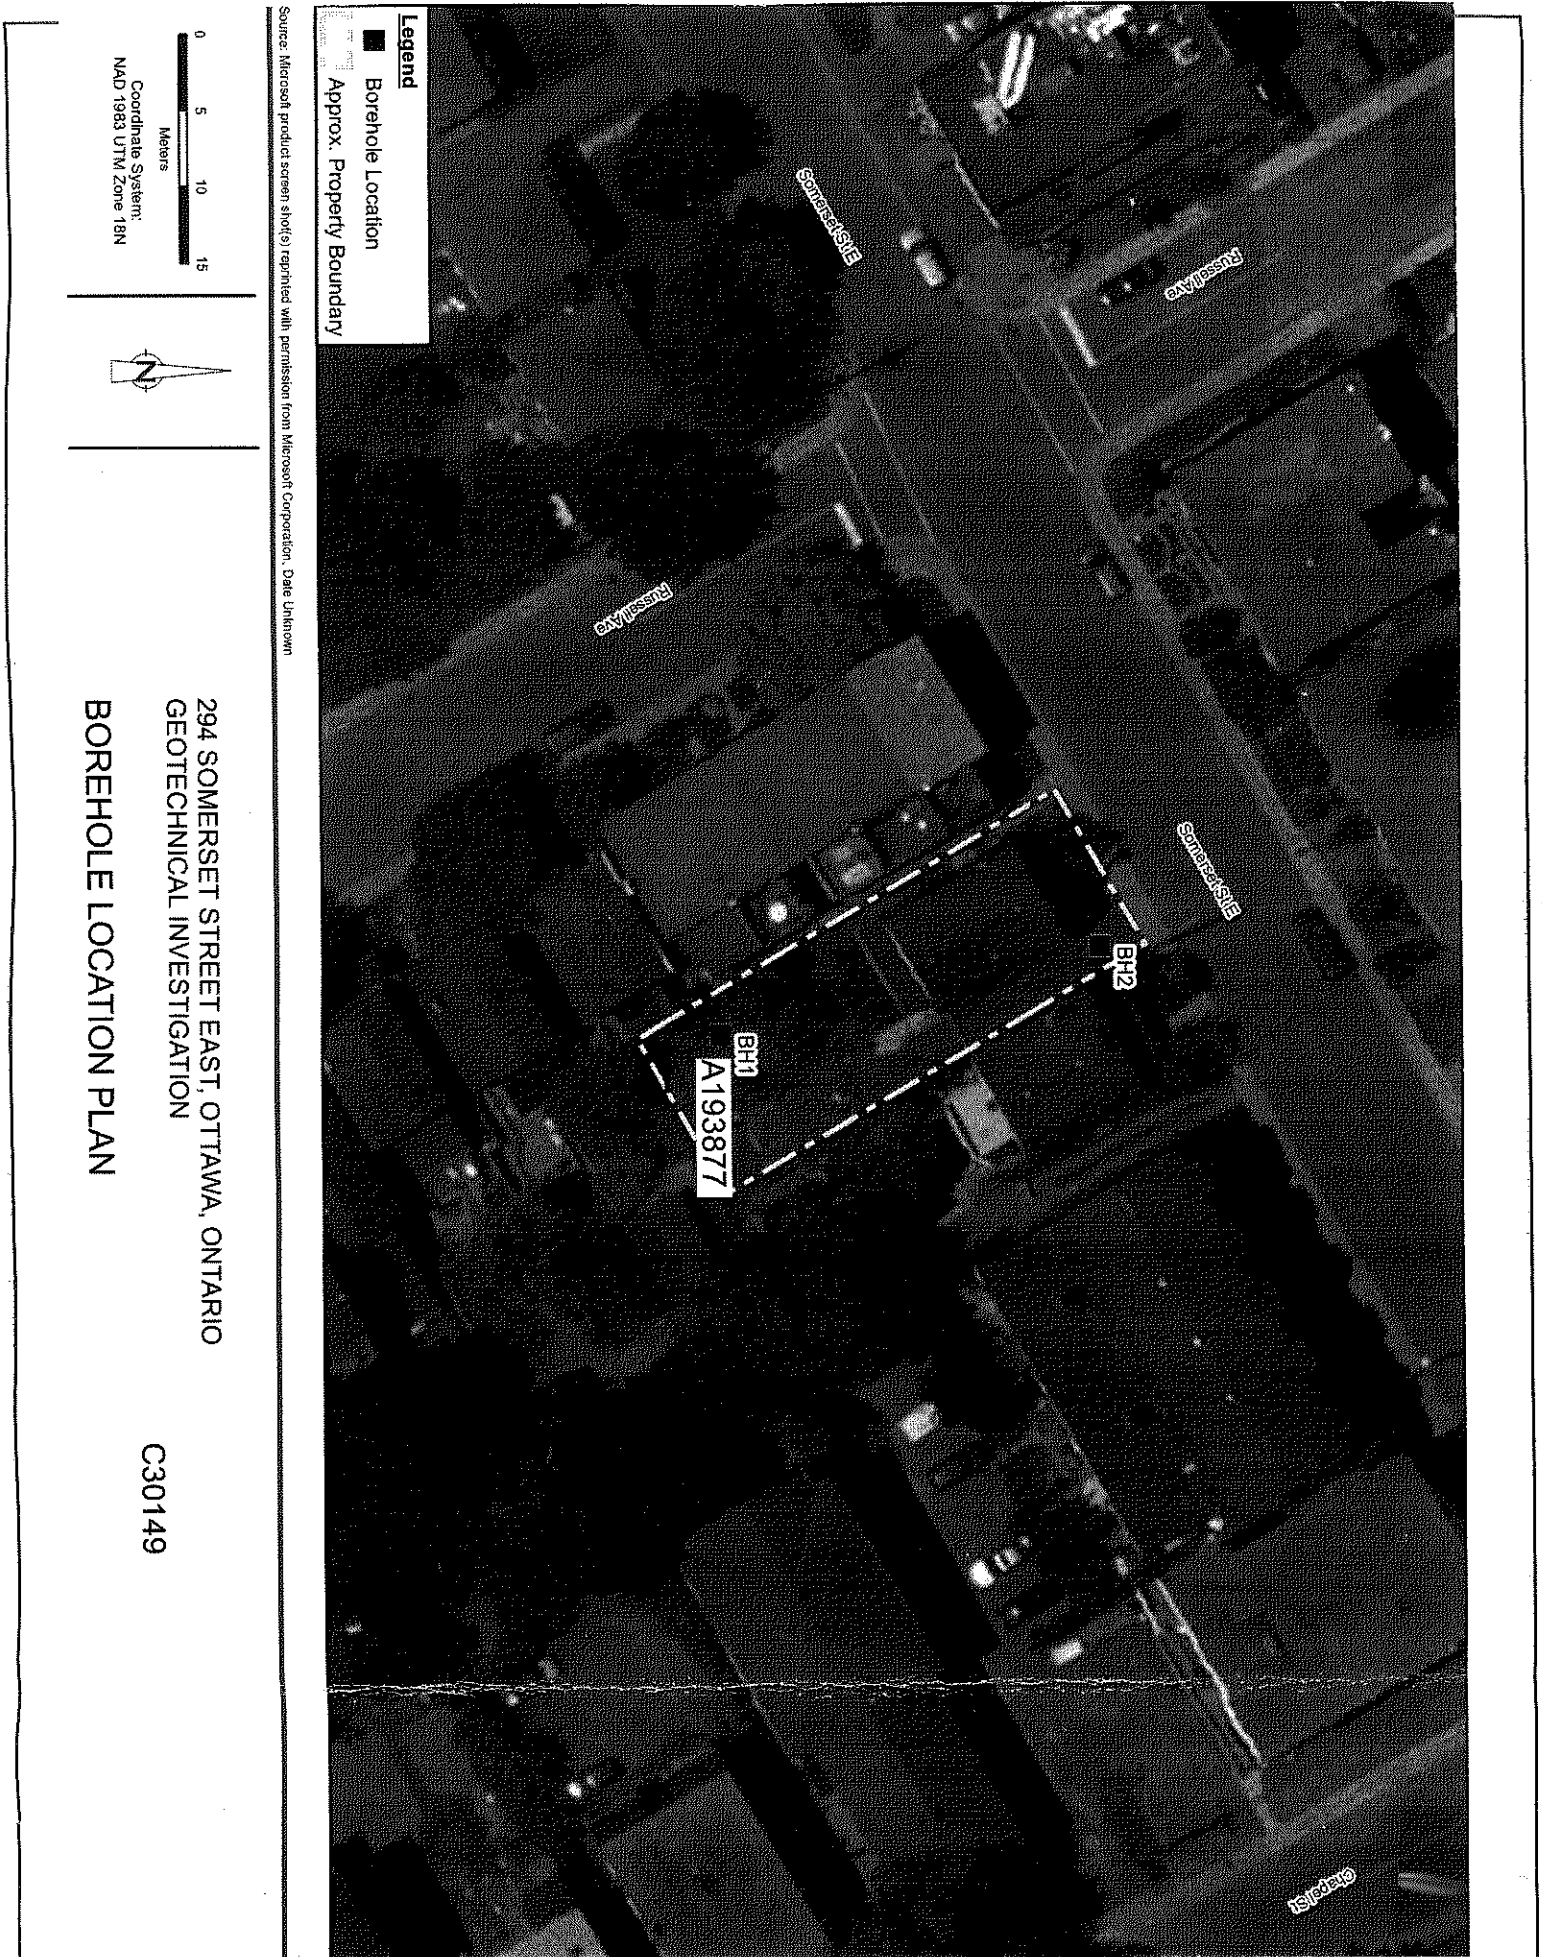 Somerset St E
Russell Ave
Russell Ave
Somerset St E
BH2
BH1
A193877
Chapel St
Legend
Borehole Location
Approx. Property Boundary
Source: Microsoft product screen shot(s) reprinted with permission from Microsoft Corporation, Date Unknown
0 5 10 15
Meters
Coordinate System:
NAD 1983 UTM Zone 18N
N
294 SOMERSET STREET EAST, OTTAWA, ONTARIO
GEOTECHNICAL INVESTIGATION
C30149
BOREHOLE LOCATION PLAN